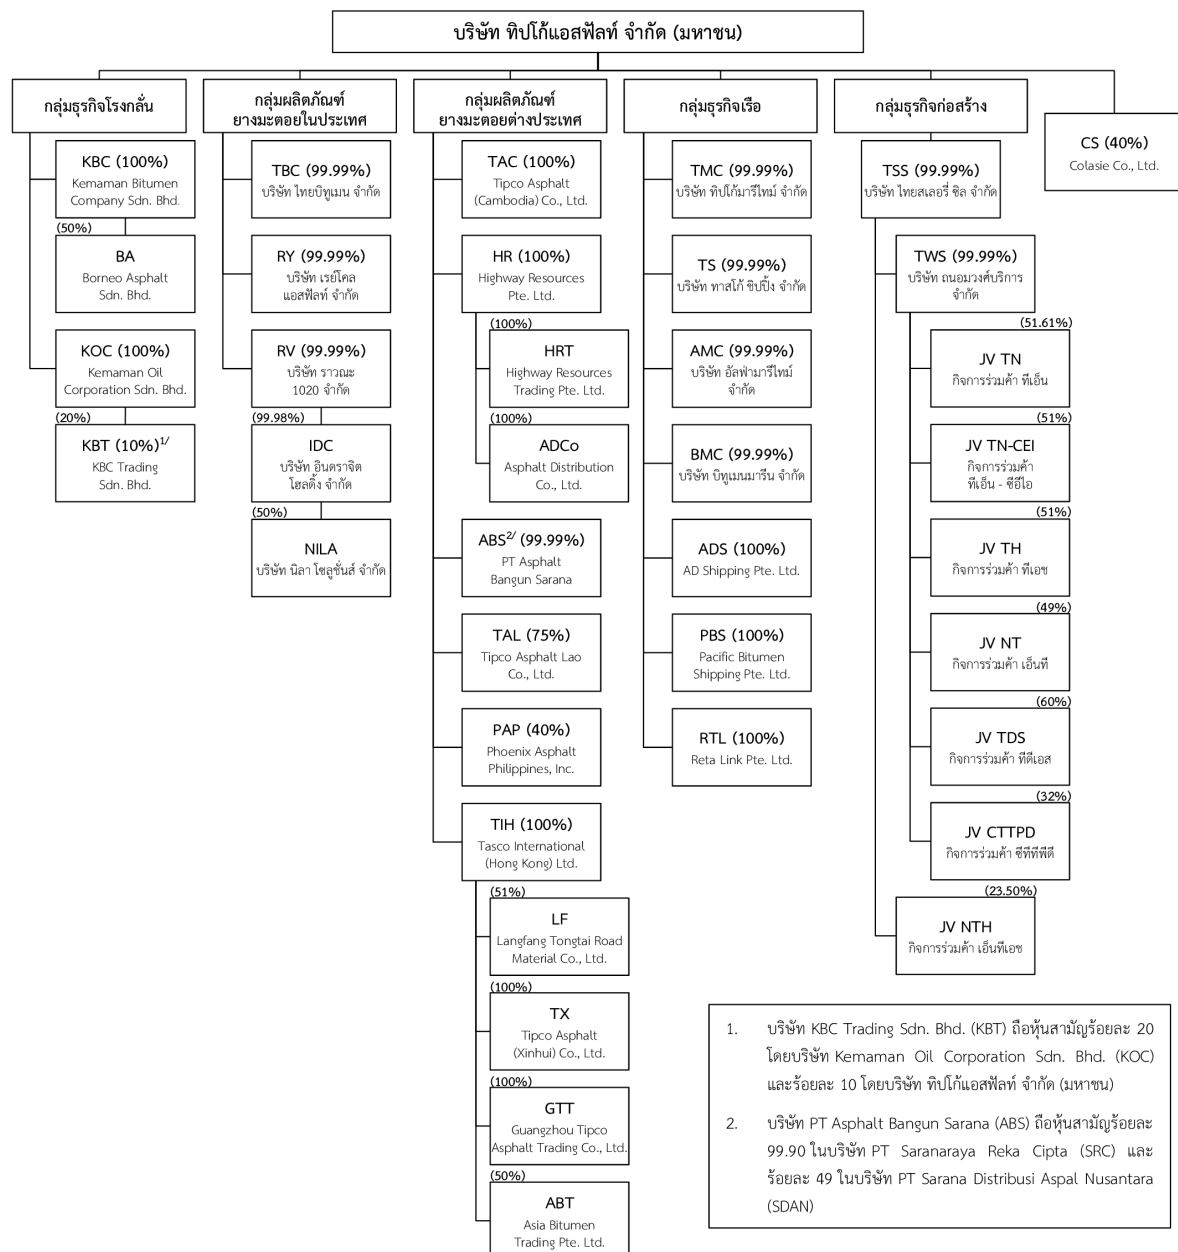 บริษัท ทิปโก้แอสฟัลท์ จำกัด (มหาชน)
กลุ่มธุรกิจโรงกลั่น
KBC (100%)
Kemaman Bitumen
Company Sdn. Bhd.
(50%)
BA
Borneo Asphalt
Sdn. Bhd.
KOC (100%)
Kemaman Oil
Corporation Sdn. Bhd.
(20%)
KBT (10%)1/
KBC Trading
Sdn. Bhd.
กลุ่มผลิตภัณฑ์
ยางมะตอยในประเทศ
TBC (99.99%)
บริษัท ไทยบิทูเมน จำกัด
RY (99.99%)
บริษัท เรย์โคล
แอสฟัลท์ จำกัด
RV (99.99%)
บริษัท ราวณะ
1020 จำกัด
(99.98%)
IDC
บริษัท อินดราจิต
โฮลดิ้ง จำกัด
(50%)
NILA
บริษัท นิลา โซลูชั่นส์ จำกัด
กลุ่มผลิตภัณฑ์
ยางมะตอยต่างประเทศ
TAC (100%)
Tipco Asphalt
(Cambodia) Co., Ltd.
HR (100%)
Highway Resources
Pte. Ltd.
(100%)
HRT
Highway Resources
Trading Pte. Ltd.
(100%)
ADCo
Asphalt Distribution
Co., Ltd.
ABS2/ (99.99%)
PT Asphalt
Bangun Sarana
TAL (75%)
Tipco Asphalt Lao
Co., Ltd.
PAP (40%)
Phoenix Asphalt
Philippines, Inc.
TIH (100%)
Tasco International
(Hong Kong) Ltd.
(51%)
LF
Langfang Tongtai Road
Material Co., Ltd.
(100%)
TX
Tipco Asphalt
(Xinhui) Co., Ltd.
(100%)
GTT
Guangzhou Tipco
Asphalt Trading Co., Ltd.
(50%)
ABT
Asia Bitumen
Trading Pte. Ltd.
กลุ่มธุรกิจเรือ
TMC (99.99%)
บริษัท ทิปโก้มารีไทม์ จำกัด
TS (99.99%)
บริษัท ทาสโก้ ชิปปิ้ง จำกัด
AMC (99.99%)
บริษัท อัลฟ่ามารีไทม์
จำกัด
BMC (99.99%)
บริษัท บิทูเมนมารีน จำกัด
ADS (100%)
AD Shipping Pte. Ltd.
PBS (100%)
Pacific Bitumen
Shipping Pte. Ltd.
RTL (100%)
Reta Link Pte. Ltd.
กลุ่มธุรกิจก่อสร้าง
TSS (99.99%)
บริษัท ไทยสเลอรี่ ซิล จำกัด
TWS (99.99%)
บริษัท ถนอมวงศ์บริการ
จำกัด
(51.61%)
JV TN
กิจการร่วมค้า ทีเอ็น
(51%)
JV TN-CEI
กิจการร่วมค้า
ทีเอ็น - ซีอีไอ
(51%)
JV TH
กิจการร่วมค้า ทีเอช
(49%)
JV NT
กิจการร่วมค้า เอ็นที
(60%)
JV TDS
กิจการร่วมค้า ทีดีเอส
(32%)
JV CTTPD
กิจการร่วมค้า ซีทีทีพีดี
(23.50%)
JV NTH
กิจการร่วมค้า เอ็นทีเอช
CS (40%)
Colasie Co., Ltd.
1. บริษัท KBC Trading Sdn. Bhd. (KBT) ถือหุ้นสามัญร้อยละ 20
โดยบริษัท Kemaman Oil Corporation Sdn. Bhd. (KOC)
และร้อยละ 10 โดยบริษัท ทิปโก้แอสฟัลท์ จำกัด (มหาชน)
2. บริษัท PT Asphalt Bangun Sarana (ABS) ถือหุ้นสามัญร้อยละ
99.90 ในบริษัท PT Saranaraya Reka Cipta (SRC) และ
ร้อยละ 49 ในบริษัท PT Sarana Distribusi Aspal Nusantara
(SDAN)